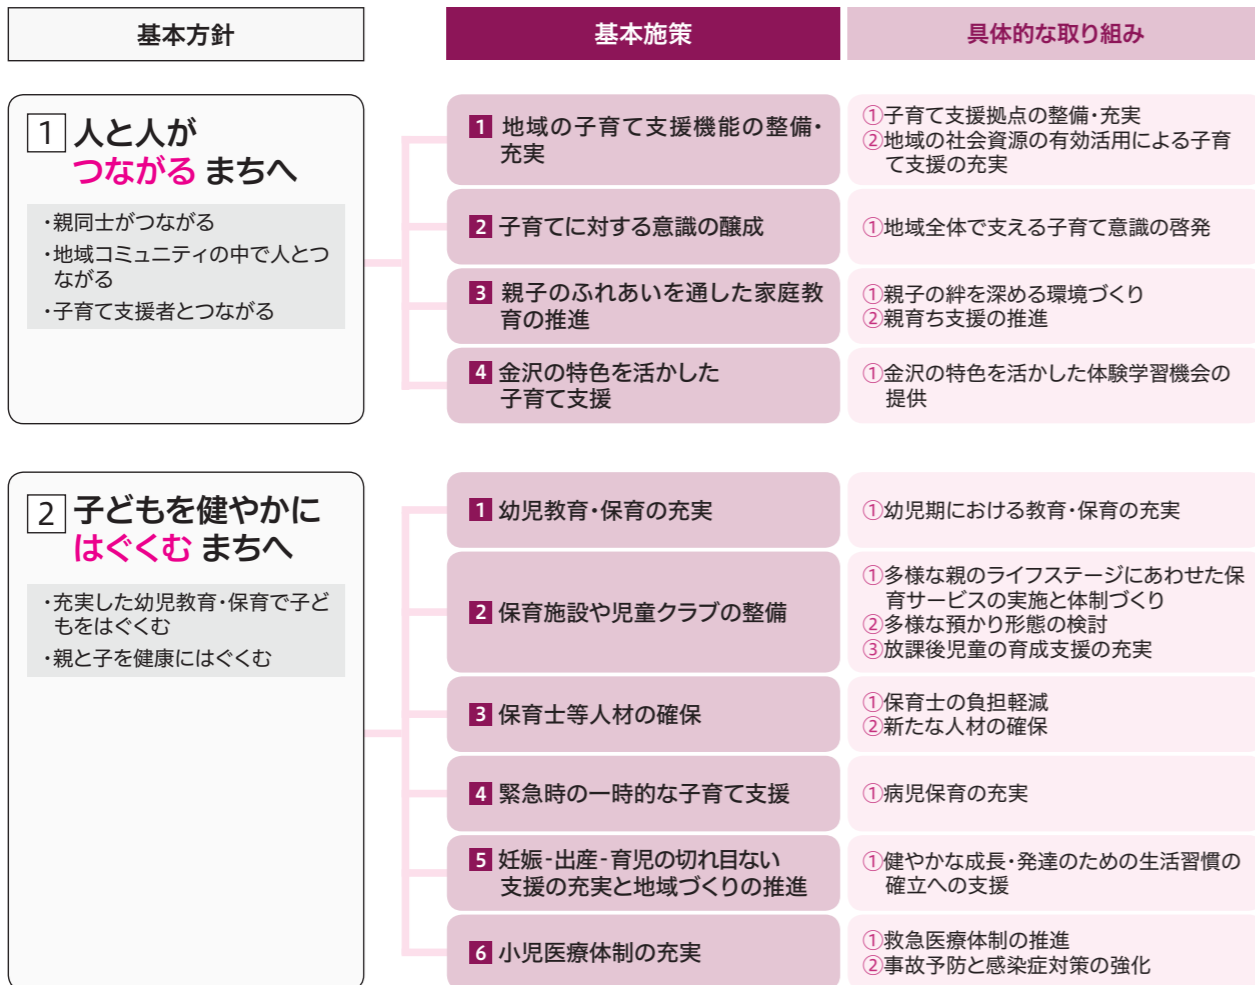 基本方針
基本施策
具体的な取り組み
1 人と人が
つながる まちへ
・親同士がつながる
・地域コミュニティの中で人とつ
ながる
・子育て支援者とつながる
1 地域の子育て支援機能の整備・
充実
①子育て支援拠点の整備・充実
②地域の社会資源の有効活用による子育
て支援の充実
2 子育てに対する意識の醸成
①地域全体で支える子育て意識の啓発
3 親子のふれあいを通した家庭教
育の推進
①親子の絆を深める環境づくり
②親育ち支援の推進
4 金沢の特色を活かした
子育て支援
①金沢の特色を活かした体験学習機会の
提供
2 子どもを健やかに
はぐくむ まちへ
・充実した幼児教育・保育で子ど
もをはぐくむ
・親と子を健康にはぐくむ
1 幼児教育・保育の充実
①幼児期における教育・保育の充実
2 保育施設や児童クラブの整備
①多様な親のライフステージにあわせた保
育サービスの実施と体制づくり
②多様な預かり形態の検討
③放課後児童の育成支援の充実
3 保育士等人材の確保
①保育士の負担軽減
②新たな人材の確保
4 緊急時の一時的な子育て支援
①病児保育の充実
5 妊娠-出産-育児の切れ目ない
支援の充実と地域づくりの推進
①健やかな成長・発達のための生活習慣の
確立への支援
6 小児医療体制の充実
①救急医療体制の推進
②事故予防と感染症対策の強化